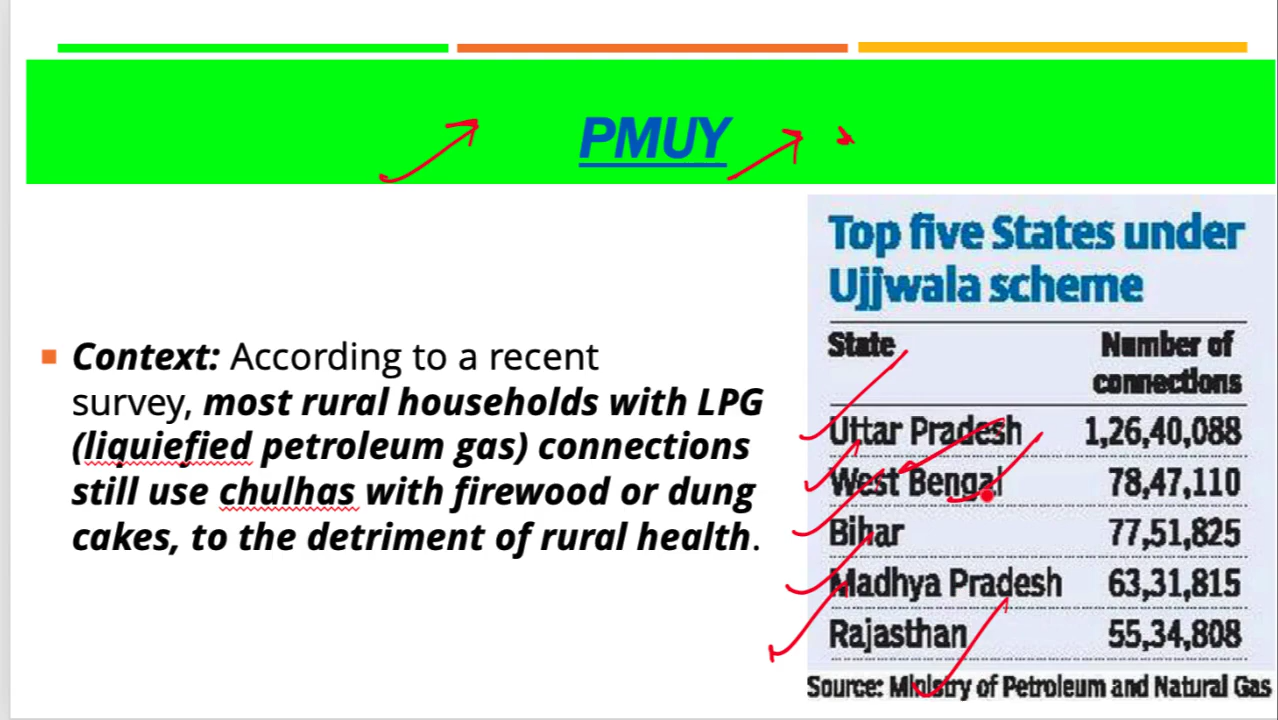 PMUY
Context: According to a recent
survey, most rural households with LPG
(liquiefied petroleum gas) connections
still use chulhas with firewood or dung
cakes, to the detriment of rural health.
Top five States under
Ujjwala scheme
State Number of
connections
Uttar Pradesh 1,26,40,088
West Bengal 78,47,110
Bihar 77,51,825
Madhya Pradesh 63,31,815
Rajasthan 55,34,808
Source: Ministry of Petroleum and Natural Gas